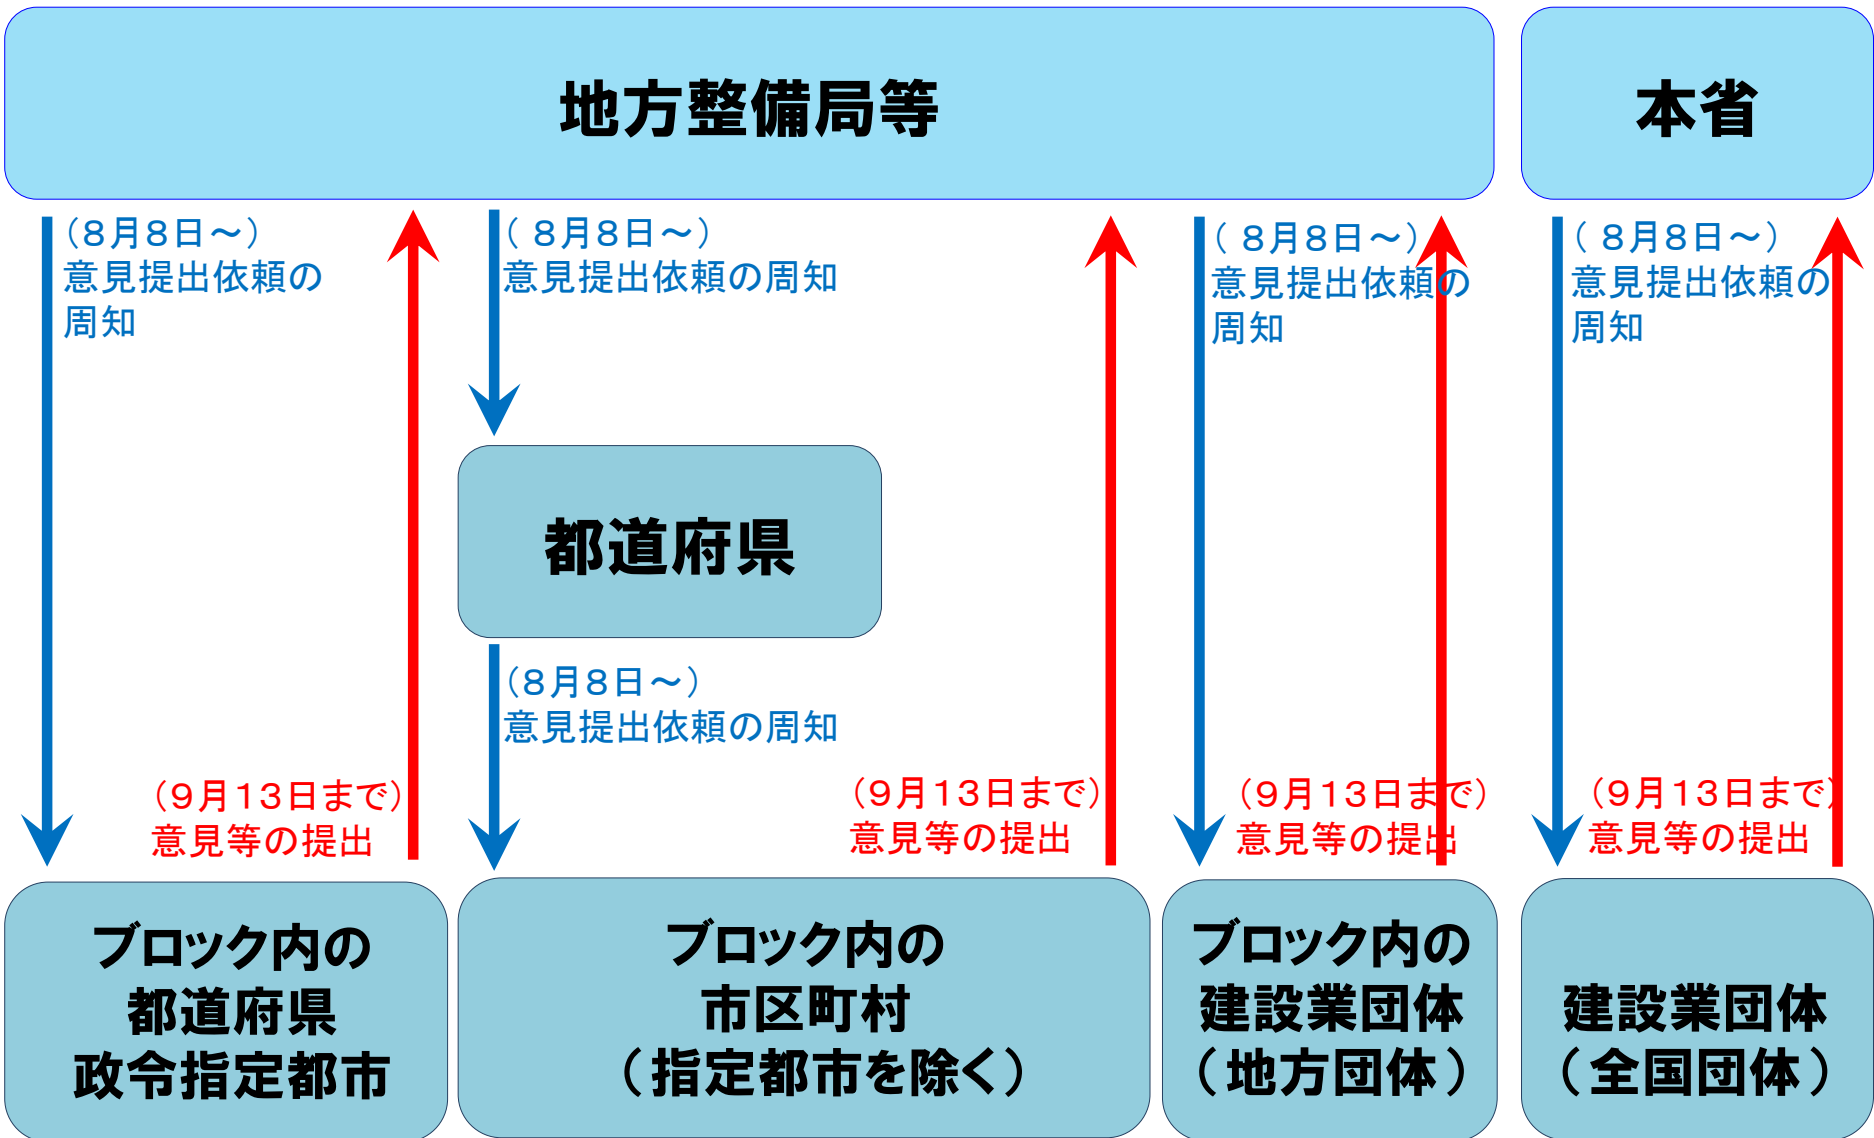 地方整備局等
本省
（８月８日～）
意見提出依頼の
周知
（ ８月８日～）
意見提出依頼の周知
（ ８月８日～）
意見提出依頼の
周知
（ ８月８日～）
意見提出依頼の
周知
都道府県
（８月８日～）
意見提出依頼の周知
（９月１３日まで）
意見等の提出
（９月１３日まで）
意見等の提出
（９月１３日まで）
意見等の提出
（９月１３日まで）
意見等の提出
ブロック内の
都道府県
政令指定都市
ブロック内の
市区町村
（指定都市を除く）
ブロック内の
建設業団体
（地方団体）
建設業団体
（全国団体）